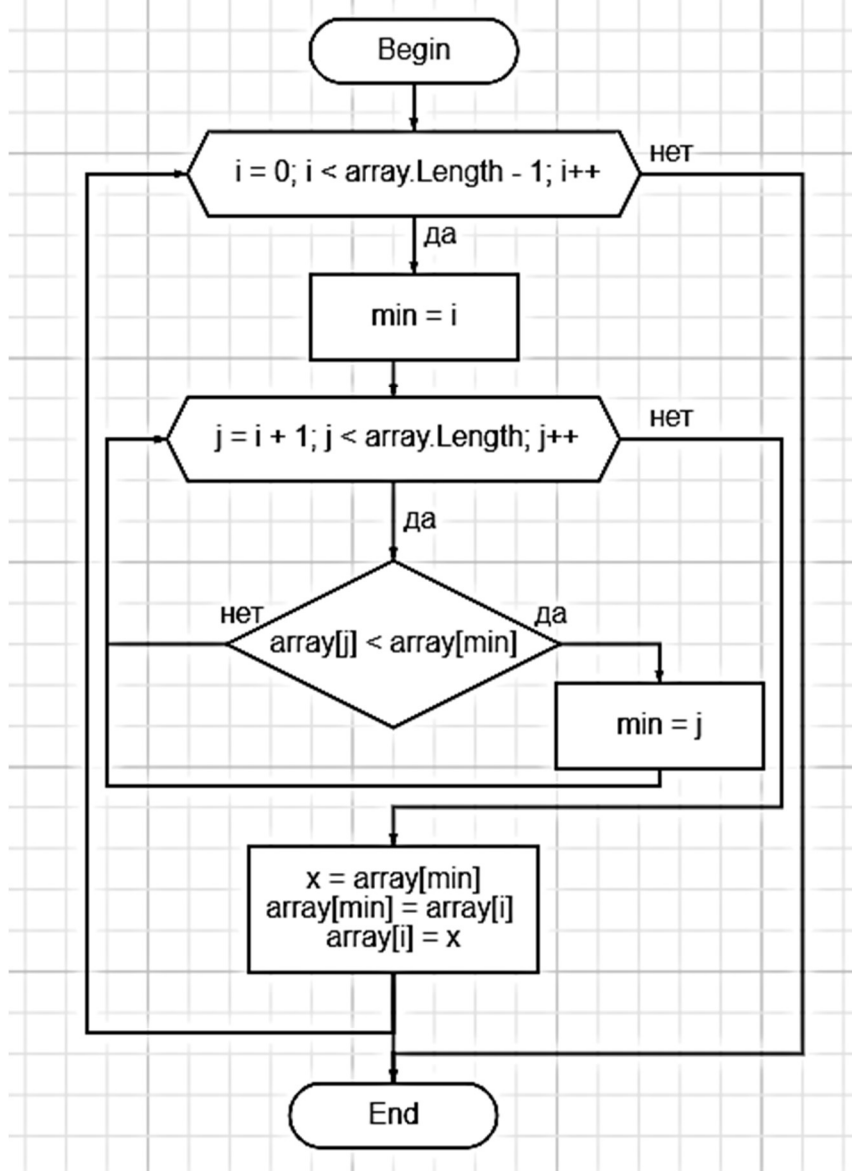 Begin
i = 0; i < array.Length - 1; i++
нет
да
min = i
j = i + 1; j < array.Length; j++
нет
да
нет
да
array[j] < array[min]
min = j
x = array[min]
array[min] = array[i]
array[i] = x
End